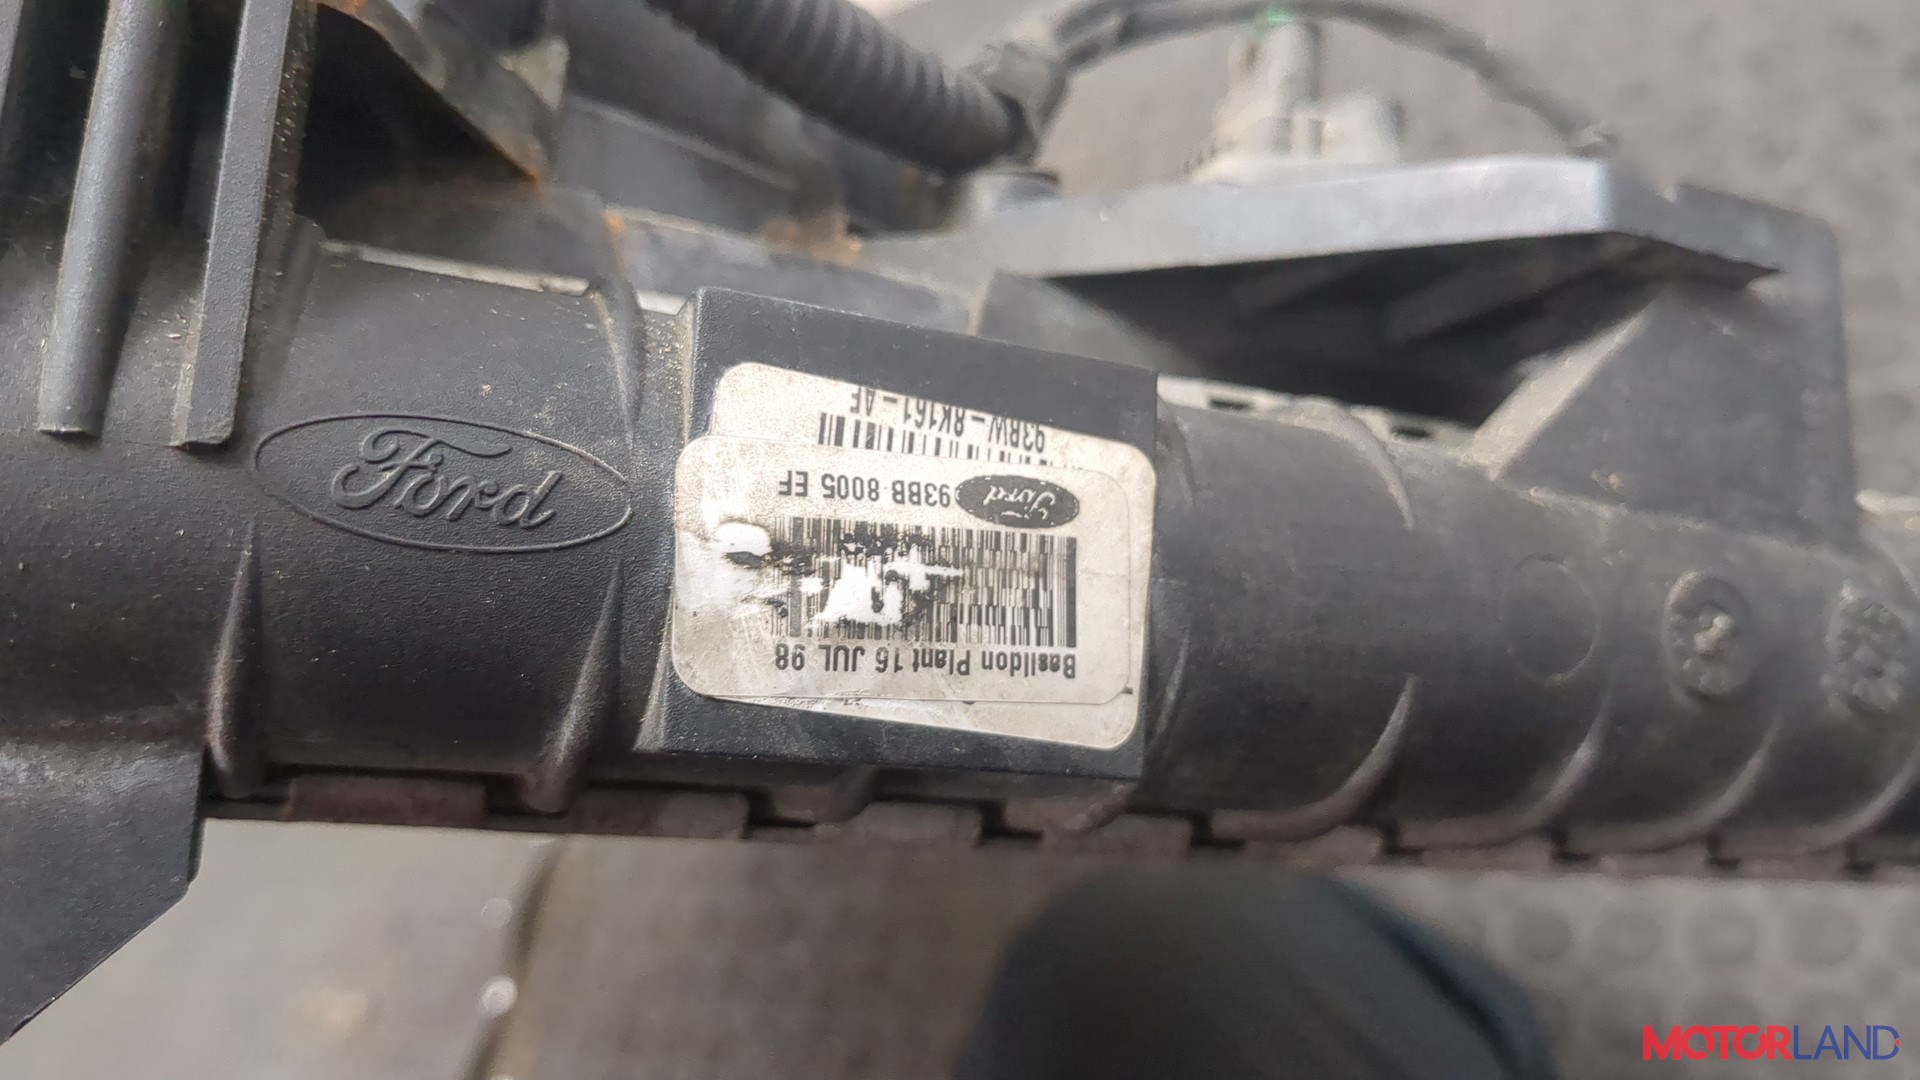 Ford
93BW-8K161-AE
Ford 93BB 8005 EF
Basildon Plant 16 JUL 98
MOTORLAND